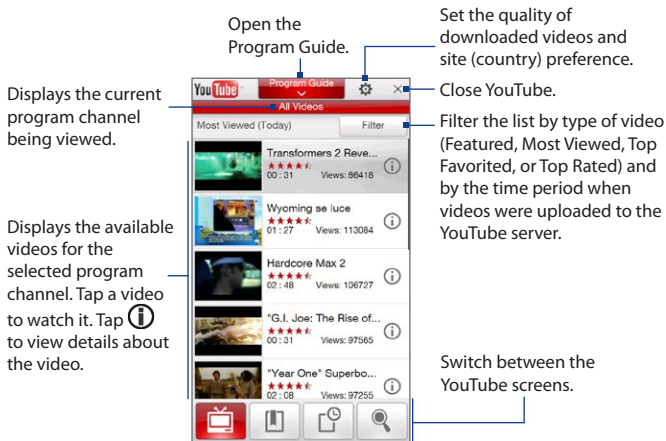 Open the
Program Guide.
Set the quality of
downloaded videos and
site (country) preference.
Displays the current
program channel
being viewed.
Close YouTube.
Filter the list by type of video
(Featured, Most Viewed, Top
Favorited, or Top Rated) and
by the time period when
videos were uploaded to the
YouTube server.
Displays the available
videos for the
selected program
channel. Tap a video
to watch it. Tap
to view details about
the video.
Switch between the
YouTube screens.
You Tube
Program Guide
All Videos
Most Viewed (Today)
Filter
Transformers 2 Reve...
00 : 31 Views: 86418
Wyoming se luce
01 : 27 Views: 113084
Hardcore Max 2
02 : 48 Views: 106727
"G.I. Joe: The Rise of...
00 : 31 Views: 97565
"Year One" Superbo...
02 : 08 Views: 97255